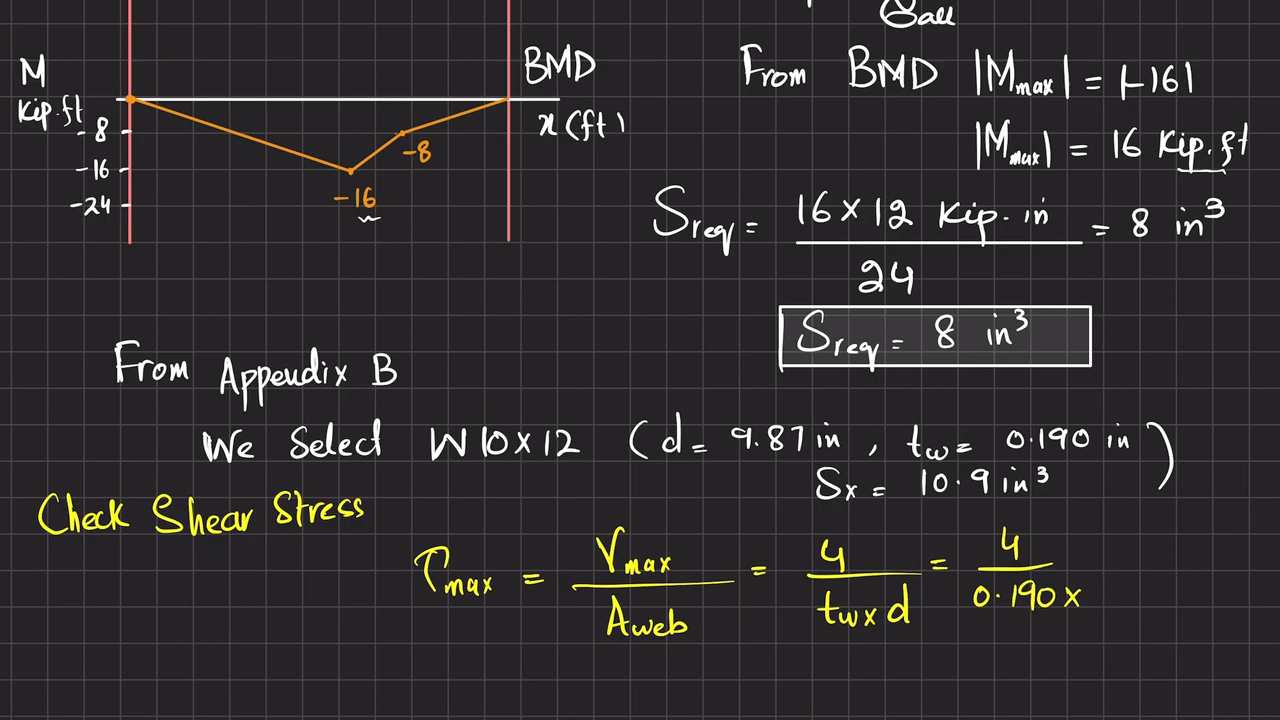 σall
From BMD |Mmax| = |-16|
|Mmax| = 16 Kip.ft
Sreq = 16 × 12 Kip.in / 24 = 8 in³
Sreq = 8 in³
M
Kip.ft
-8
-16
-24
BMD
x (ft)
-8
-16
From Appendix B
We Select W10×12 (d = 9.87 in, tw = 0.190 in
Sx = 10.9 in³)
Check Shear Stress
τmax = Vmax / Aweb = 4 / tw × d = 4 / 0.190 ×